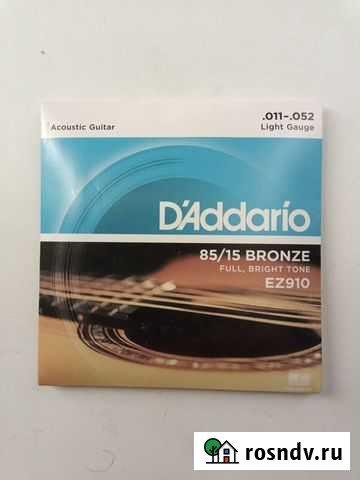 Acoustic Guitar
.011–.052
Light Gauge
D'Addario
85/15 BRONZE
FULL, BRIGHT TONE
EZ910
rosndv.ru